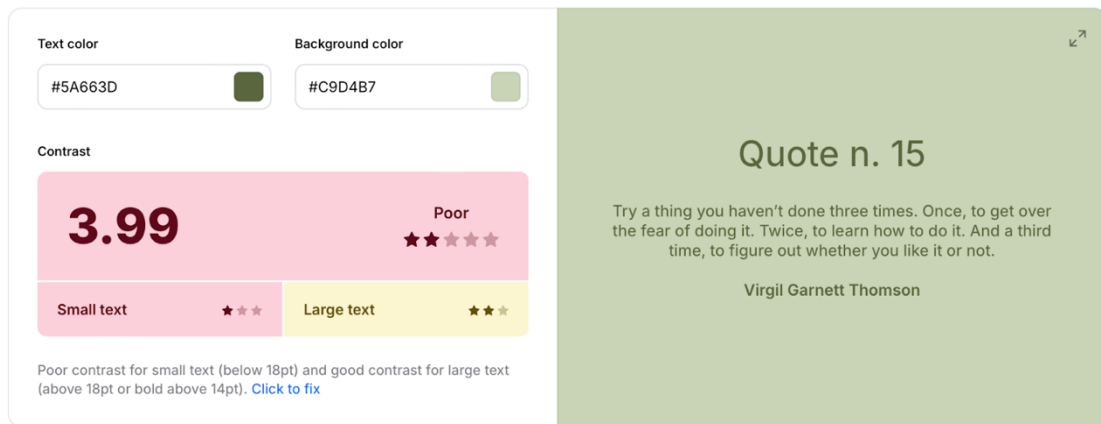 Text color
Background color
#5A663D
#C9D4B7
Contrast
3.99
Poor
Small text
Large text
Poor contrast for small text (below 18pt) and good contrast for large text
(above 18pt or bold above 14pt). Click to fix
Quote n. 15
Try a thing you haven’t done three times. Once, to get over
the fear of doing it. Twice, to learn how to do it. And a third
time, to figure out whether you like it or not.
Virgil Garnett Thomson